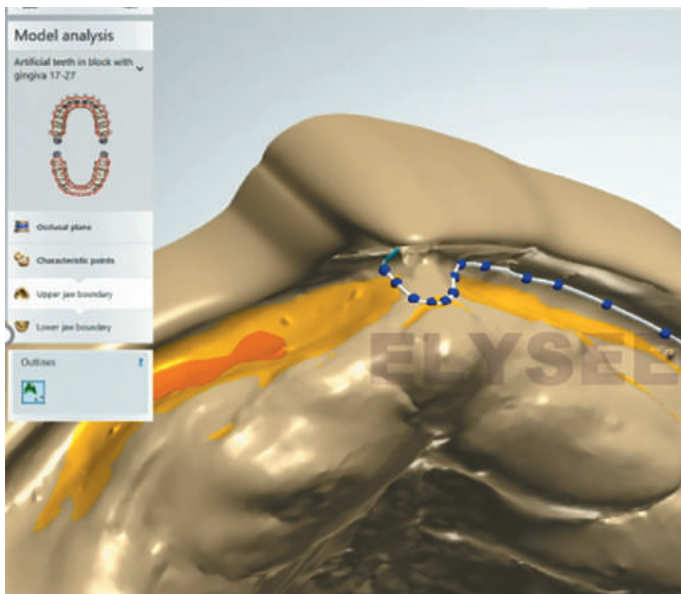 Model analysis
Artificial teeth in block with
gingiva 17-27
Occlusal plane
Characteristic points
Upper jaw boundary
Lower jaw boundary
Outlines
ELYSEE